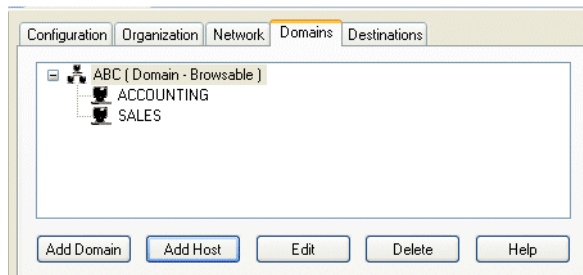 Configuration Organization Network Domains Destinations
ABC ( Domain - Browsable )
ACCOUNTING
SALES
Add Domain Add Host Edit Delete Help